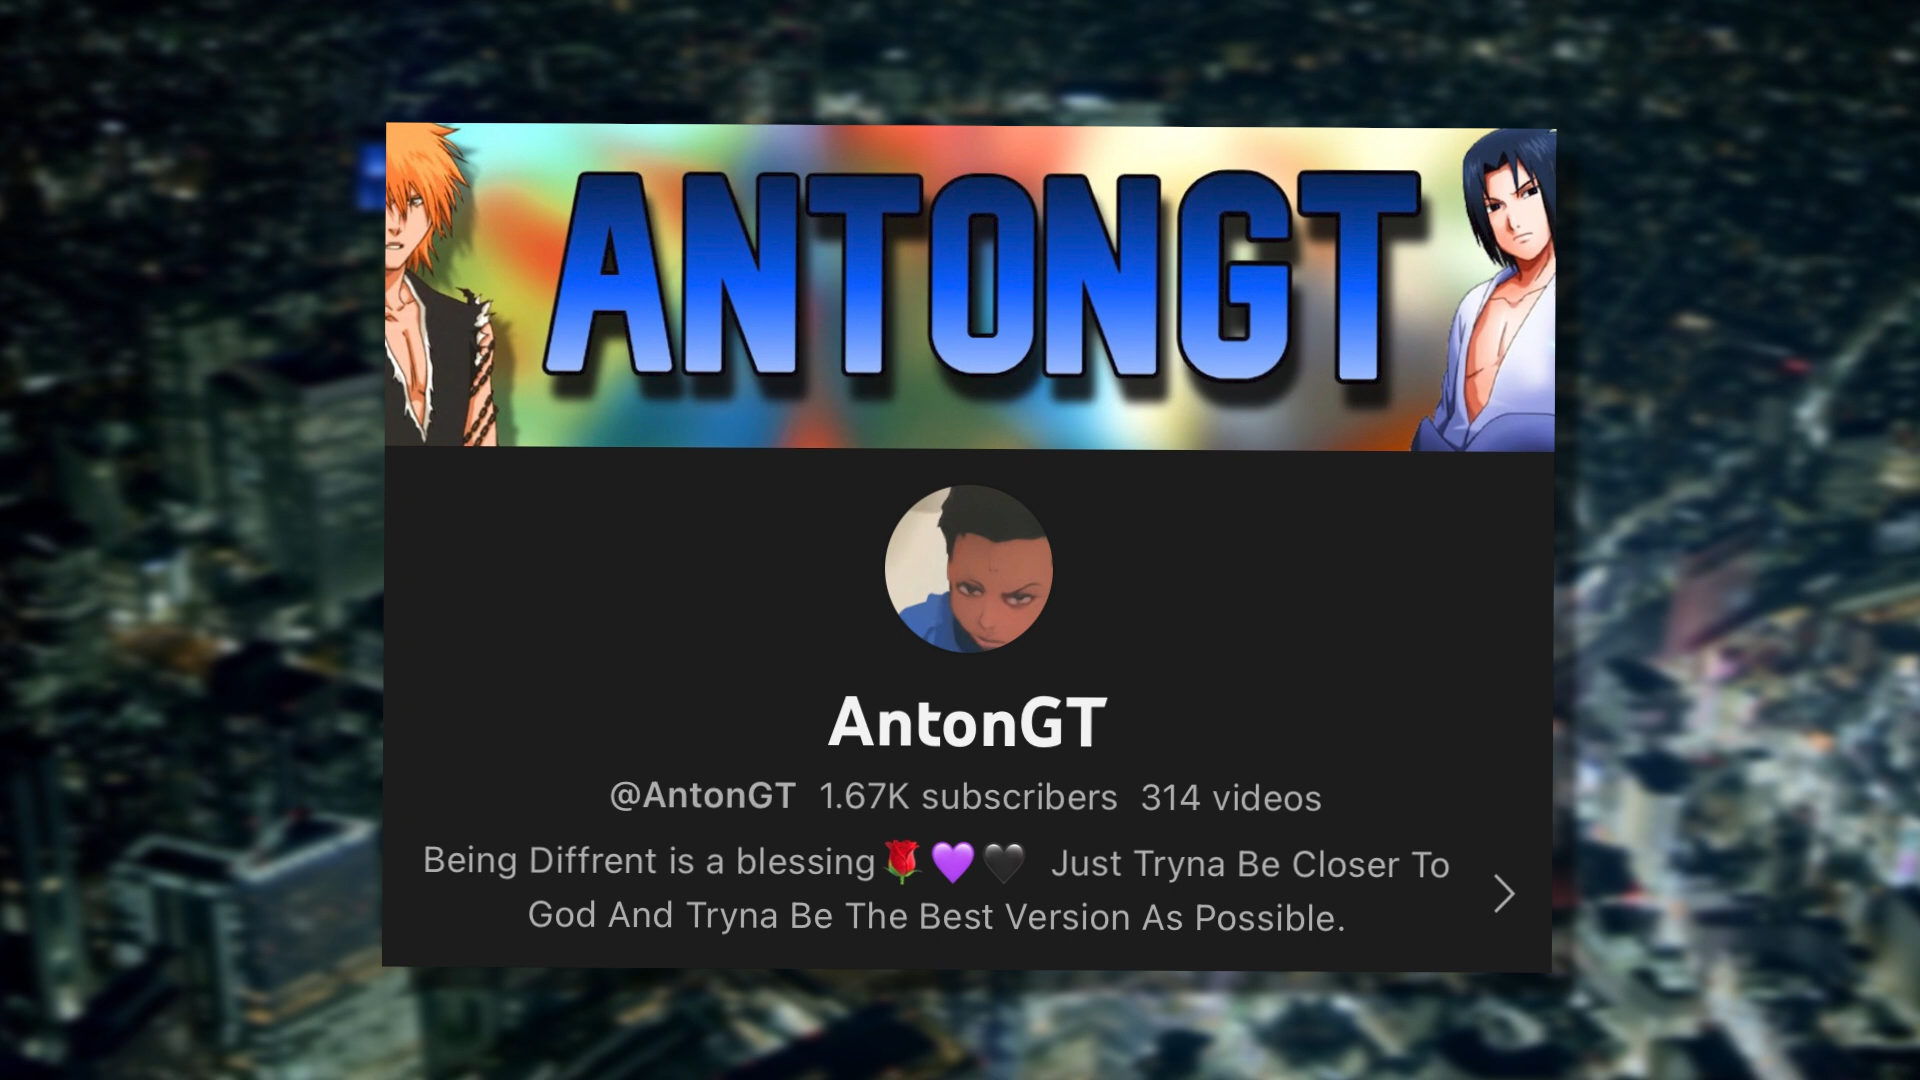 ANTONGT
AntonGT
@AntonGT 1.67K subscribers 314 videos
Being Diffrent is a blessing🌹💜🖤 Just Tryna Be Closer To
God And Tryna Be The Best Version As Possible.